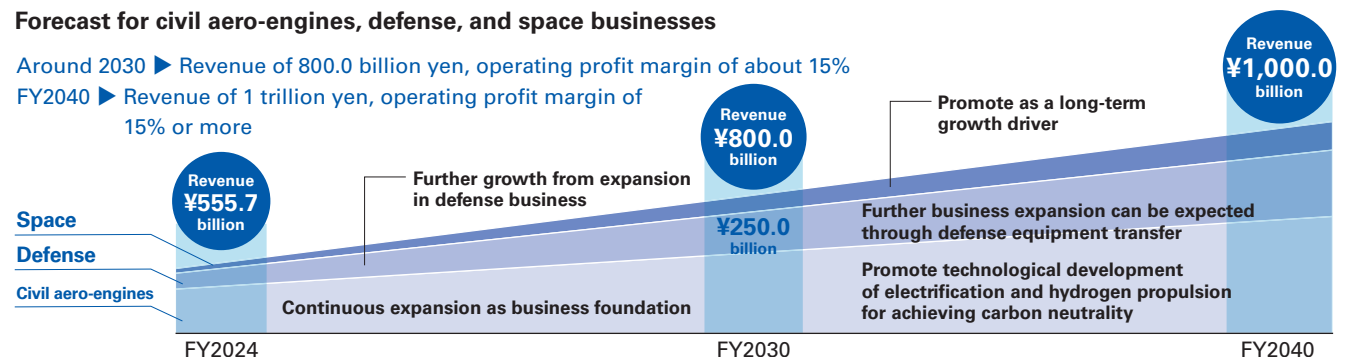 Forecast for civil aero-engines, defense, and space businesses
Around 2030 ▶ Revenue of 800.0 billion yen, operating profit margin of about 15%
FY2040 ▶ Revenue of 1 trillion yen, operating profit margin of
15% or more
Revenue
¥555.7
billion
Revenue
¥800.0
billion
Revenue
¥1,000.0
billion
Space
Defense
Civil aero-engines
Further growth from expansion
in defense business
Promote as a long-term
growth driver
¥250.0
billion
Further business expansion can be expected
through defense equipment transfer
Continuous expansion as business foundation
Promote technological development
of electrification and hydrogen propulsion
for achieving carbon neutrality
FY2024
FY2030
FY2040